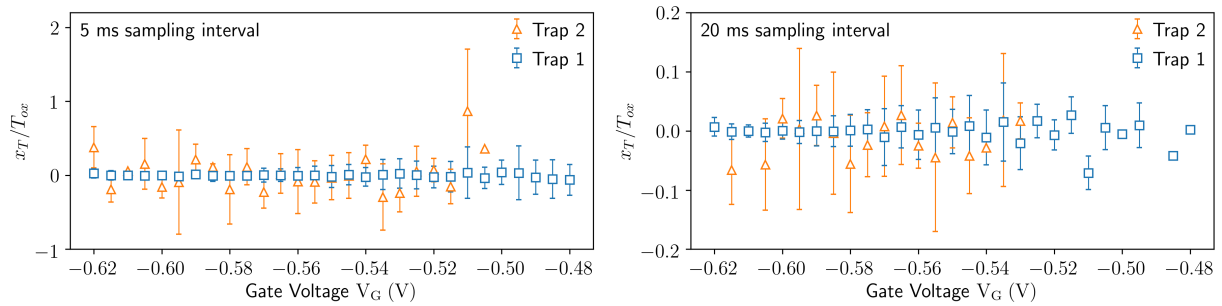 5 ms sampling interval
Trap 2
Trap 1
2
1
0
−1
x_T/T_ox
−0.62 −0.60 −0.58 −0.56 −0.54 −0.52 −0.50 −0.48
Gate Voltage V_G (V)
20 ms sampling interval
Trap 2
Trap 1
0.2
0.1
0.0
−0.1
−0.2
x_T/T_ox
−0.62 −0.60 −0.58 −0.56 −0.54 −0.52 −0.50 −0.48
Gate Voltage V_G (V)